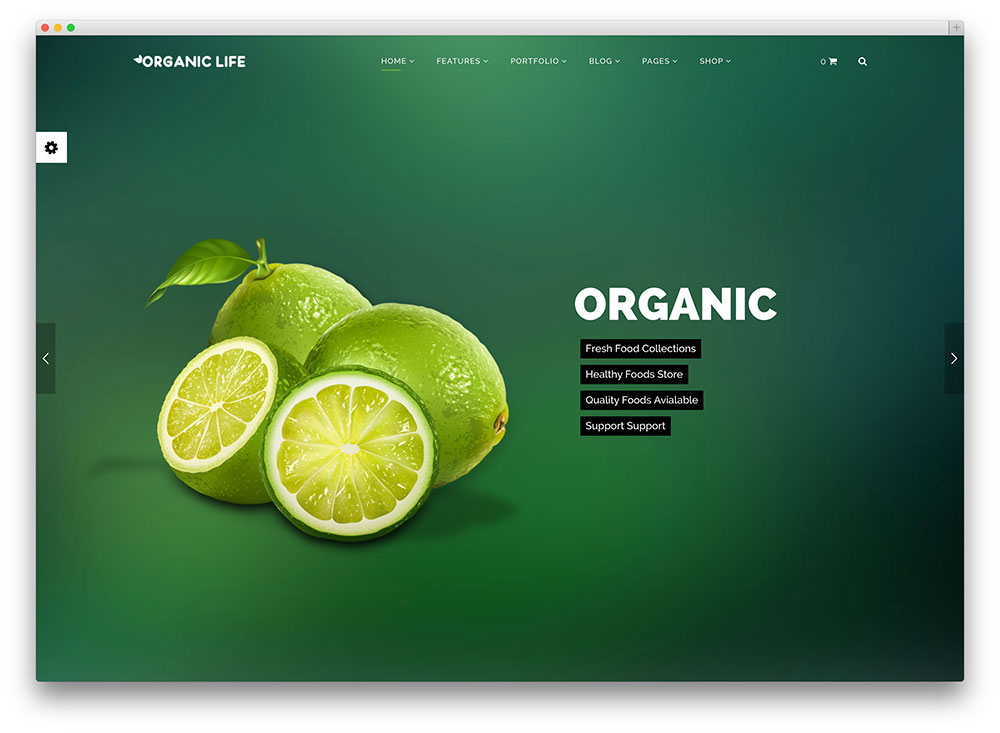 ORGANIC LIFE
HOME FEATURES PORTFOLIO BLOG PAGES SHOP 0
ORGANIC
Fresh Food Collections
Healthy Foods Store
Quality Foods Avialable
Support Support